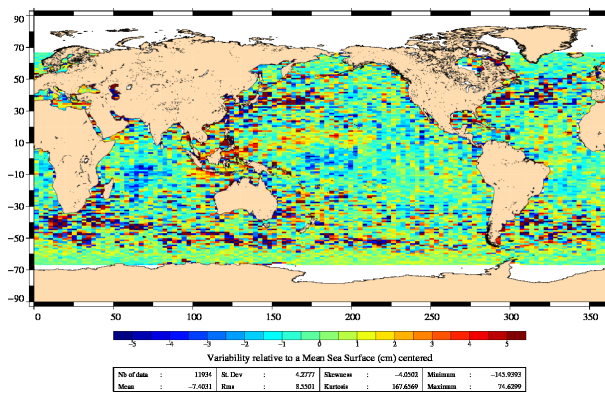 90
70
50
30
10
−10
−30
−50
−70
−90
0 50 100 150 200 250 300 350
−5 −4 −3 −2 −1 0 1 2 3 4 5
Variability relative to a Mean Sea Surface (cm) centered
Nb of data : 11934 St. Dev : 4.2777 Skewness : −4.0502 Minimum : −145.9393
Mean : −7.4031 Rms : 8.5501 Kurtosis : 167.6569 Maximum : 74.6299